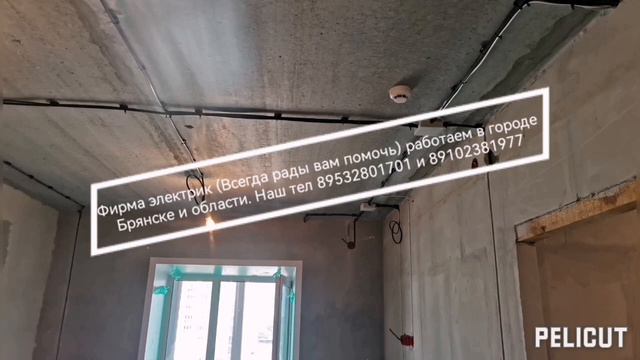 Фирма электрик (Всегда рады вам помочь) работаем в городе
Брянске и области. Наш тел 89532801701 и 89102381977
PELICUT